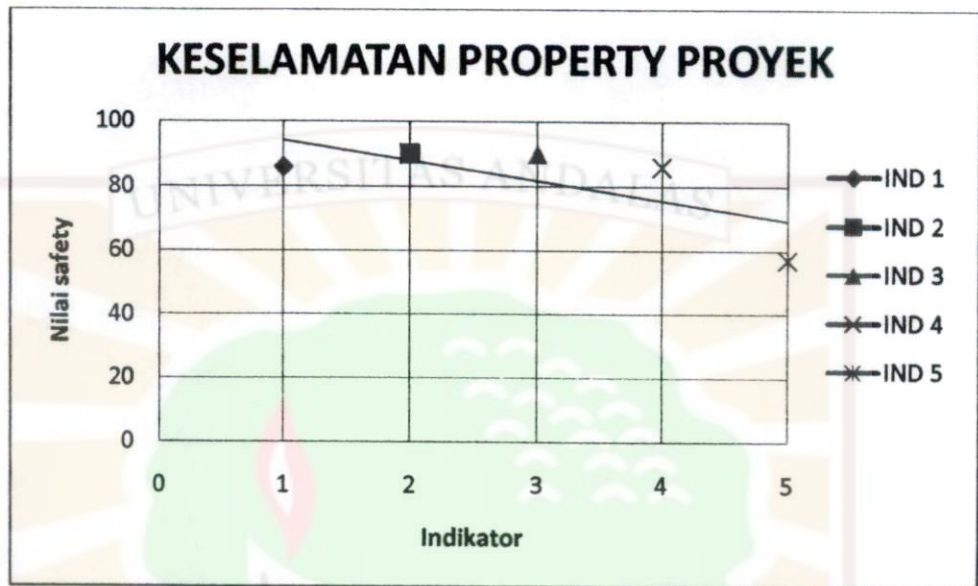 KESELAMATAN PROPERTY PROYEK
100
80
60
40
20
0
Nilai safety
0 1 2 3 4 5
Indikator
IND 1
IND 2
IND 3
IND 4
IND 5
UNIVERSITAS ANDALAS